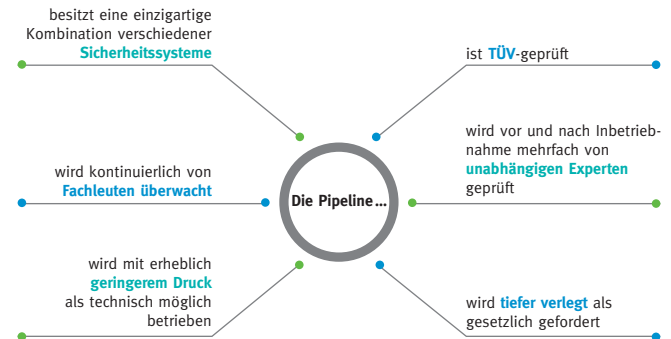 besitzt eine einzigartige
Kombination verschiedener
Sicherheitssysteme
ist TÜV-geprüft
wird kontinuierlich von
Fachleuten überwacht
Die Pipeline...
wird vor und nach Inbetrieb-
nahme mehrfach von
unabhängigen Experten
geprüft
wird mit erheblich
geringerem Druck
als technisch möglich
betrieben
wird tiefer verlegt als
gesetzlich gefordert